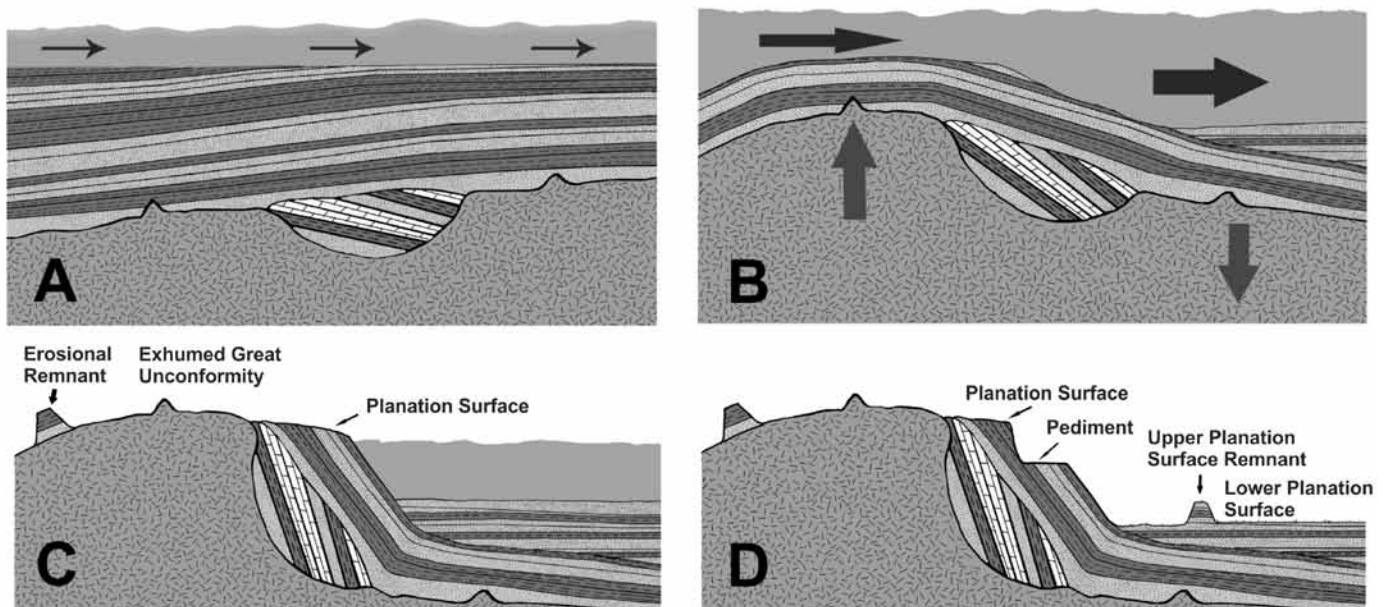 A
B
Erosional
Remnant
Exhumed Great
Unconformity
Planation Surface
C
Planation Surface
Pediment
Upper Planation
Surface Remnant
Lower Planation
Surface
D